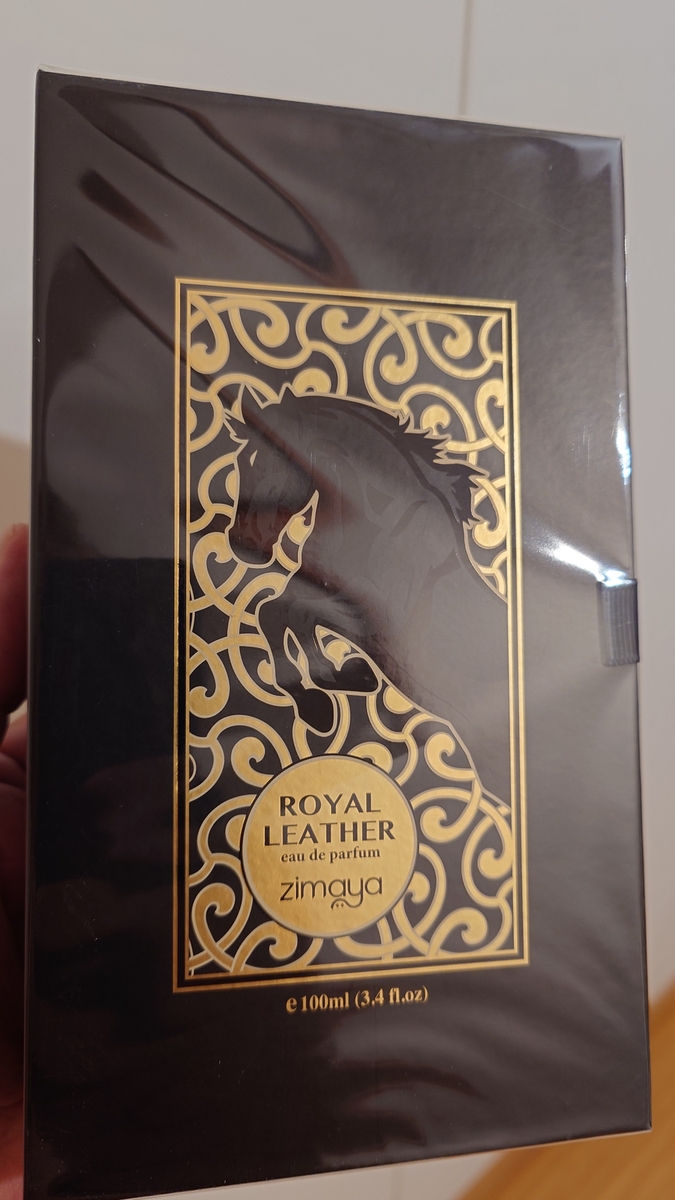 ROYAL
LEATHER
eau de parfum
zimaya
e 100ml (3.4 fl.oz)